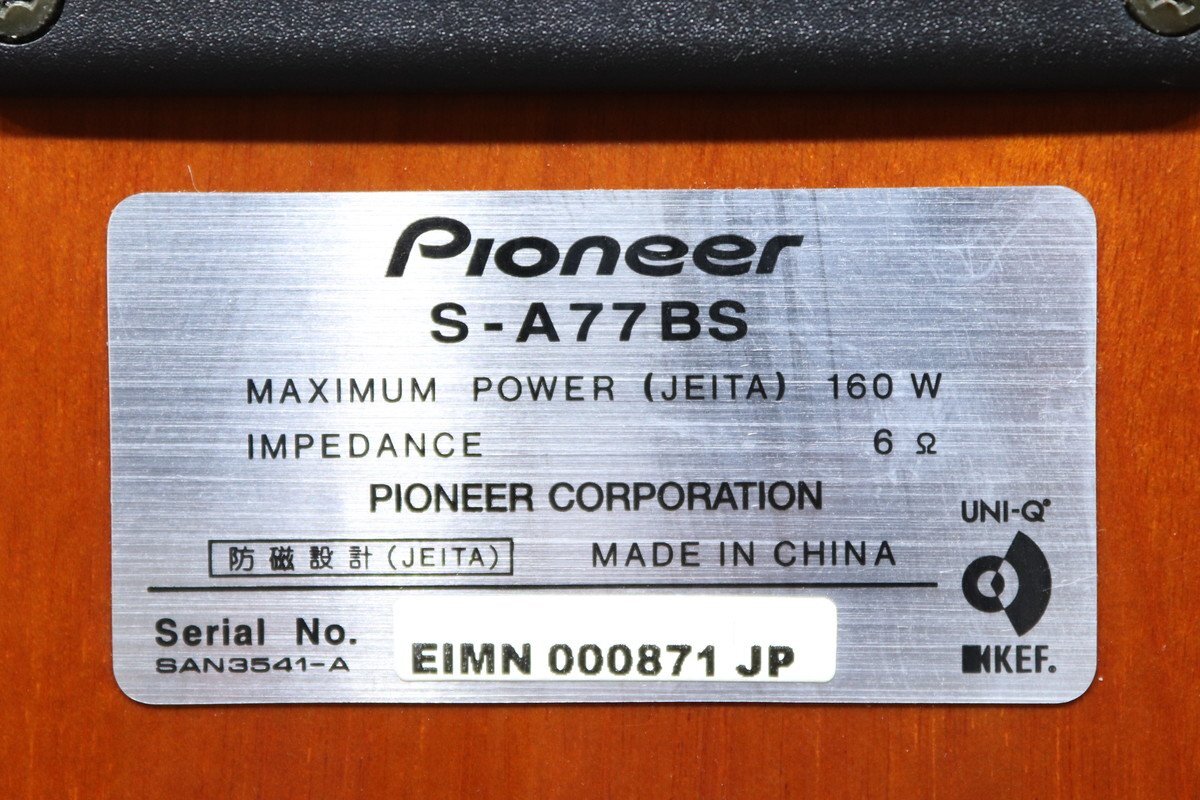 Pioneer
S-A77BS
MAXIMUM POWER (JEITA) 160 W
IMPEDANCE 6 Ω
PIONEER CORPORATION
防磁設計(JEITA) MADE IN CHINA
UNI-Q®
KEF®
Serial No.
SAN3541-A
EIMN 000871 JP